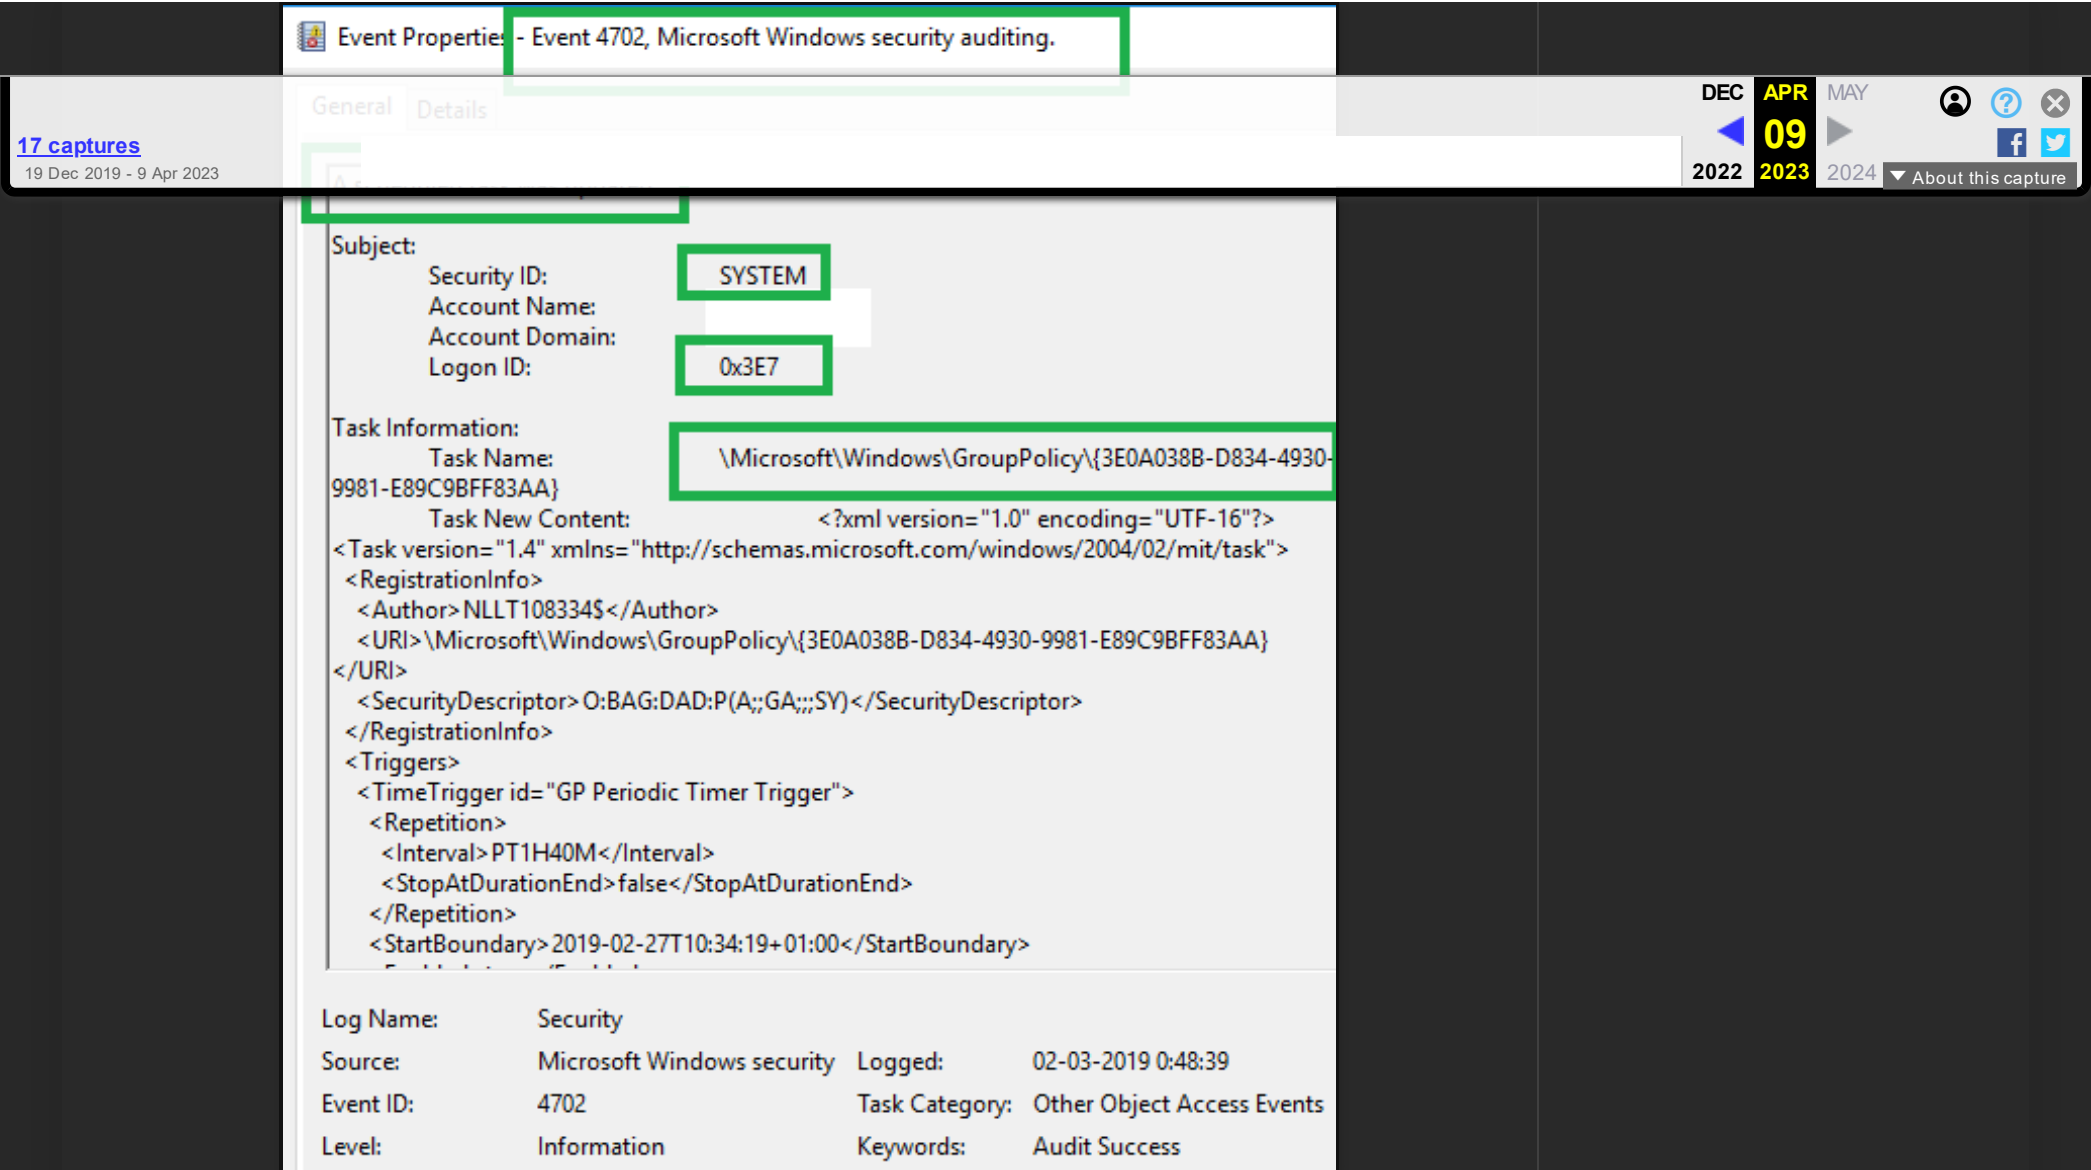 Event Properties - Event 4702, Microsoft Windows security auditing.
General Details
DEC APR MAY
17 captures
09
19 Dec 2019 - 9 Apr 2023
2022 2023 2024 About this capture
Subject:
Security ID: SYSTEM
Account Name:
Account Domain:
Logon ID: 0x3E7
Task Information:
Task Name: \Microsoft\Windows\GroupPolicy\{3E0A038B-D834-4930-
9981-E89C9BFF83AA}
Task New Content: <?xml version="1.0" encoding="UTF-16"?>
<Task version="1.4" xmlns="http://schemas.microsoft.com/windows/2004/02/mit/task">
<RegistrationInfo>
<Author>NLLT108334$</Author>
<URI>\Microsoft\Windows\GroupPolicy\{3E0A038B-D834-4930-9981-E89C9BFF83AA}
</URI>
<SecurityDescriptor>O:BAG:DAD:P(A;;GA;;;SY)</SecurityDescriptor>
</RegistrationInfo>
<Triggers>
<TimeTrigger id="GP Periodic Timer Trigger">
<Repetition>
<Interval>PT1H40M</Interval>
<StopAtDurationEnd>false</StopAtDurationEnd>
</Repetition>
<StartBoundary>2019-02-27T10:34:19+01:00</StartBoundary>
Log Name: Security
Source: Microsoft Windows security Logged: 02-03-2019 0:48:39
Event ID: 4702 Task Category: Other Object Access Events
Level: Information Keywords: Audit Success